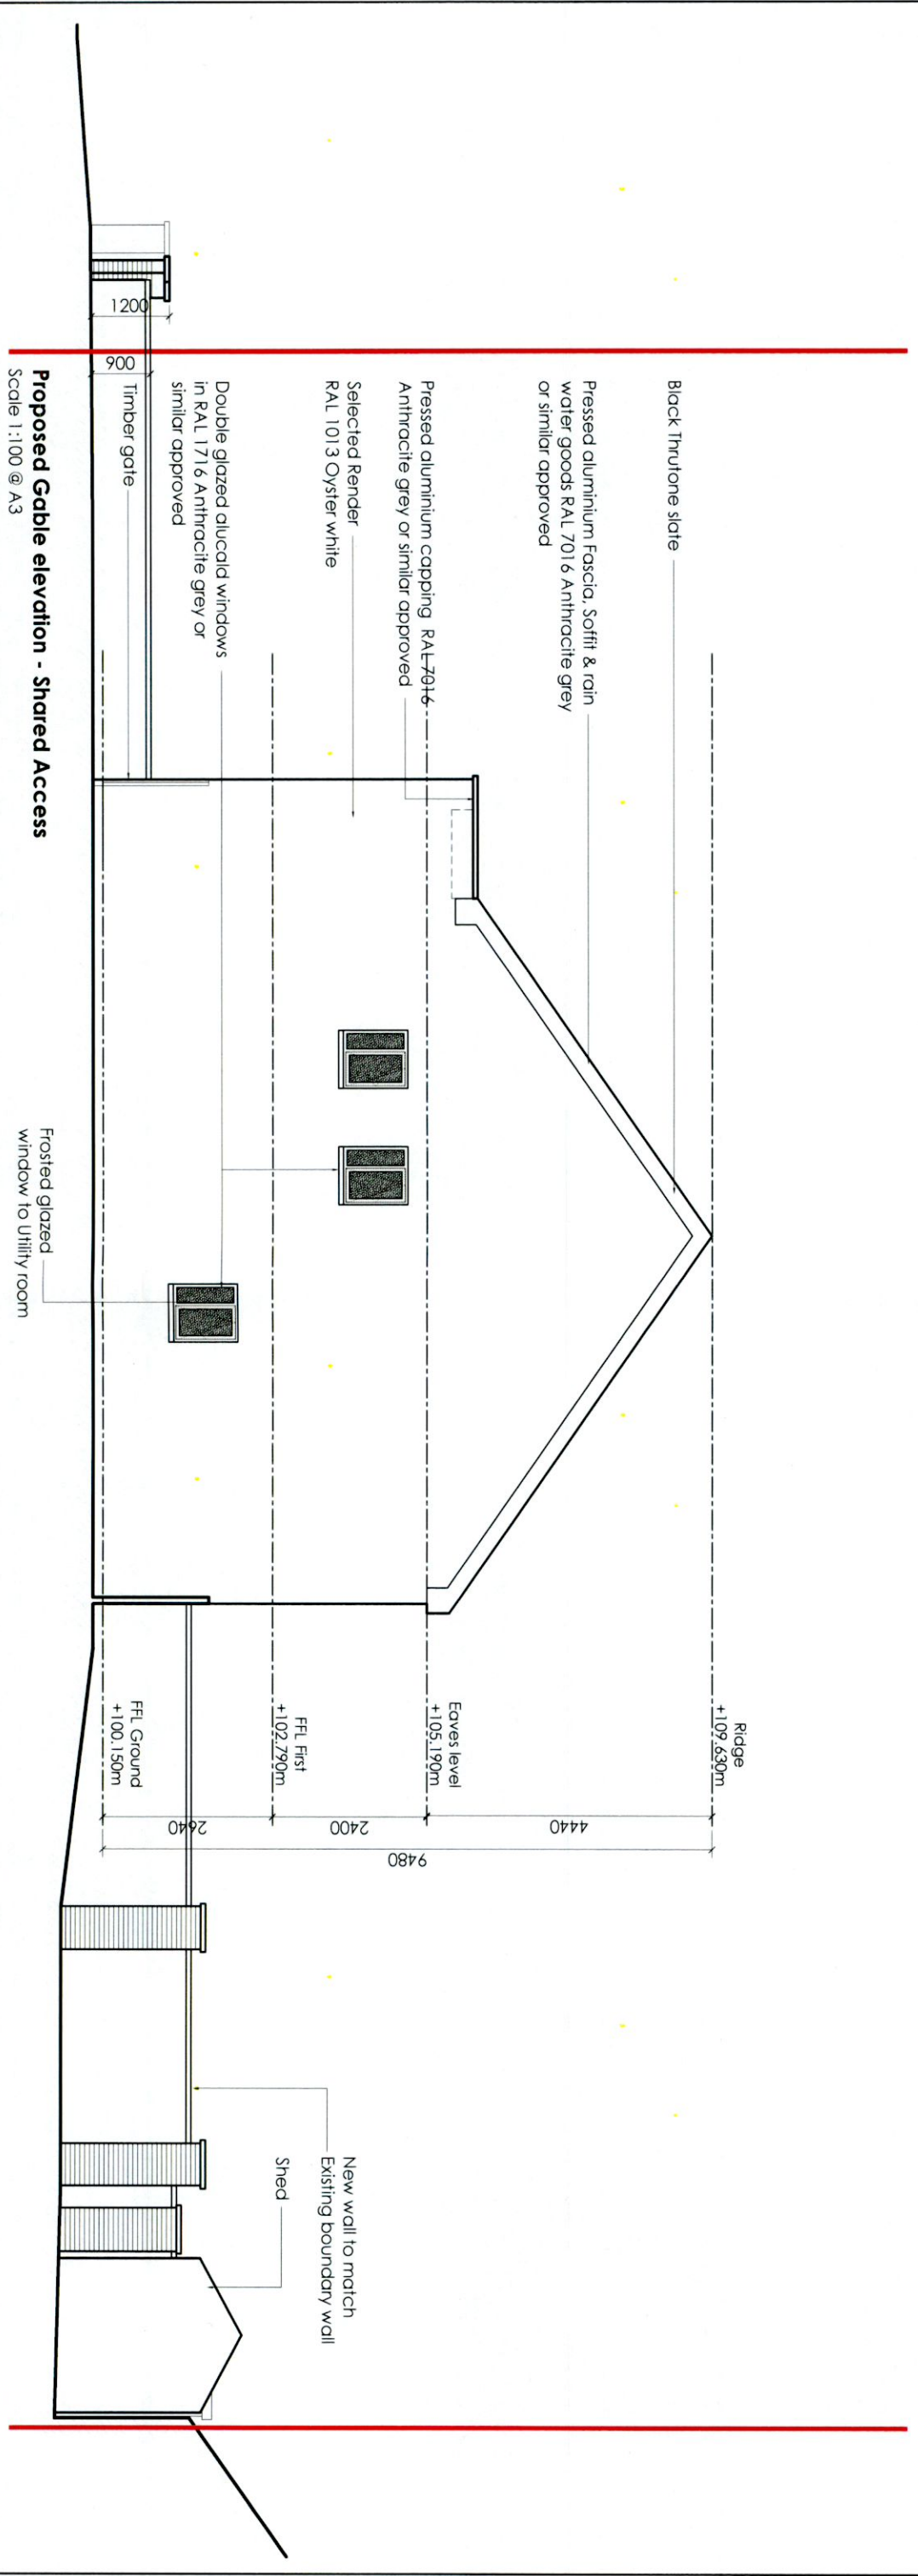 Black Thrutone slate
Pressed aluminium Fascia, Soffit & rain
water goods RAL 7016 Anthracite grey
or similar approved
Pressed aluminium capping RAL 7016
Anthracite grey or similar approved
Selected Render
RAL 1013 Oyster white
Double glazed alucald windows
in RAL 1716 Anthracite grey or
similar approved
Timber gate
1200
900
Ridge
+109.630m
Eaves level
+105.190m
FFL First
+102.790m
FFL Ground
+100.150m
4440
2400
2640
9480
New wall to match
Existing boundary wall
Shed
Frosted glazed
window to Utility room
Proposed Gable elevation - Shared Access
Scale 1:100 @ A3